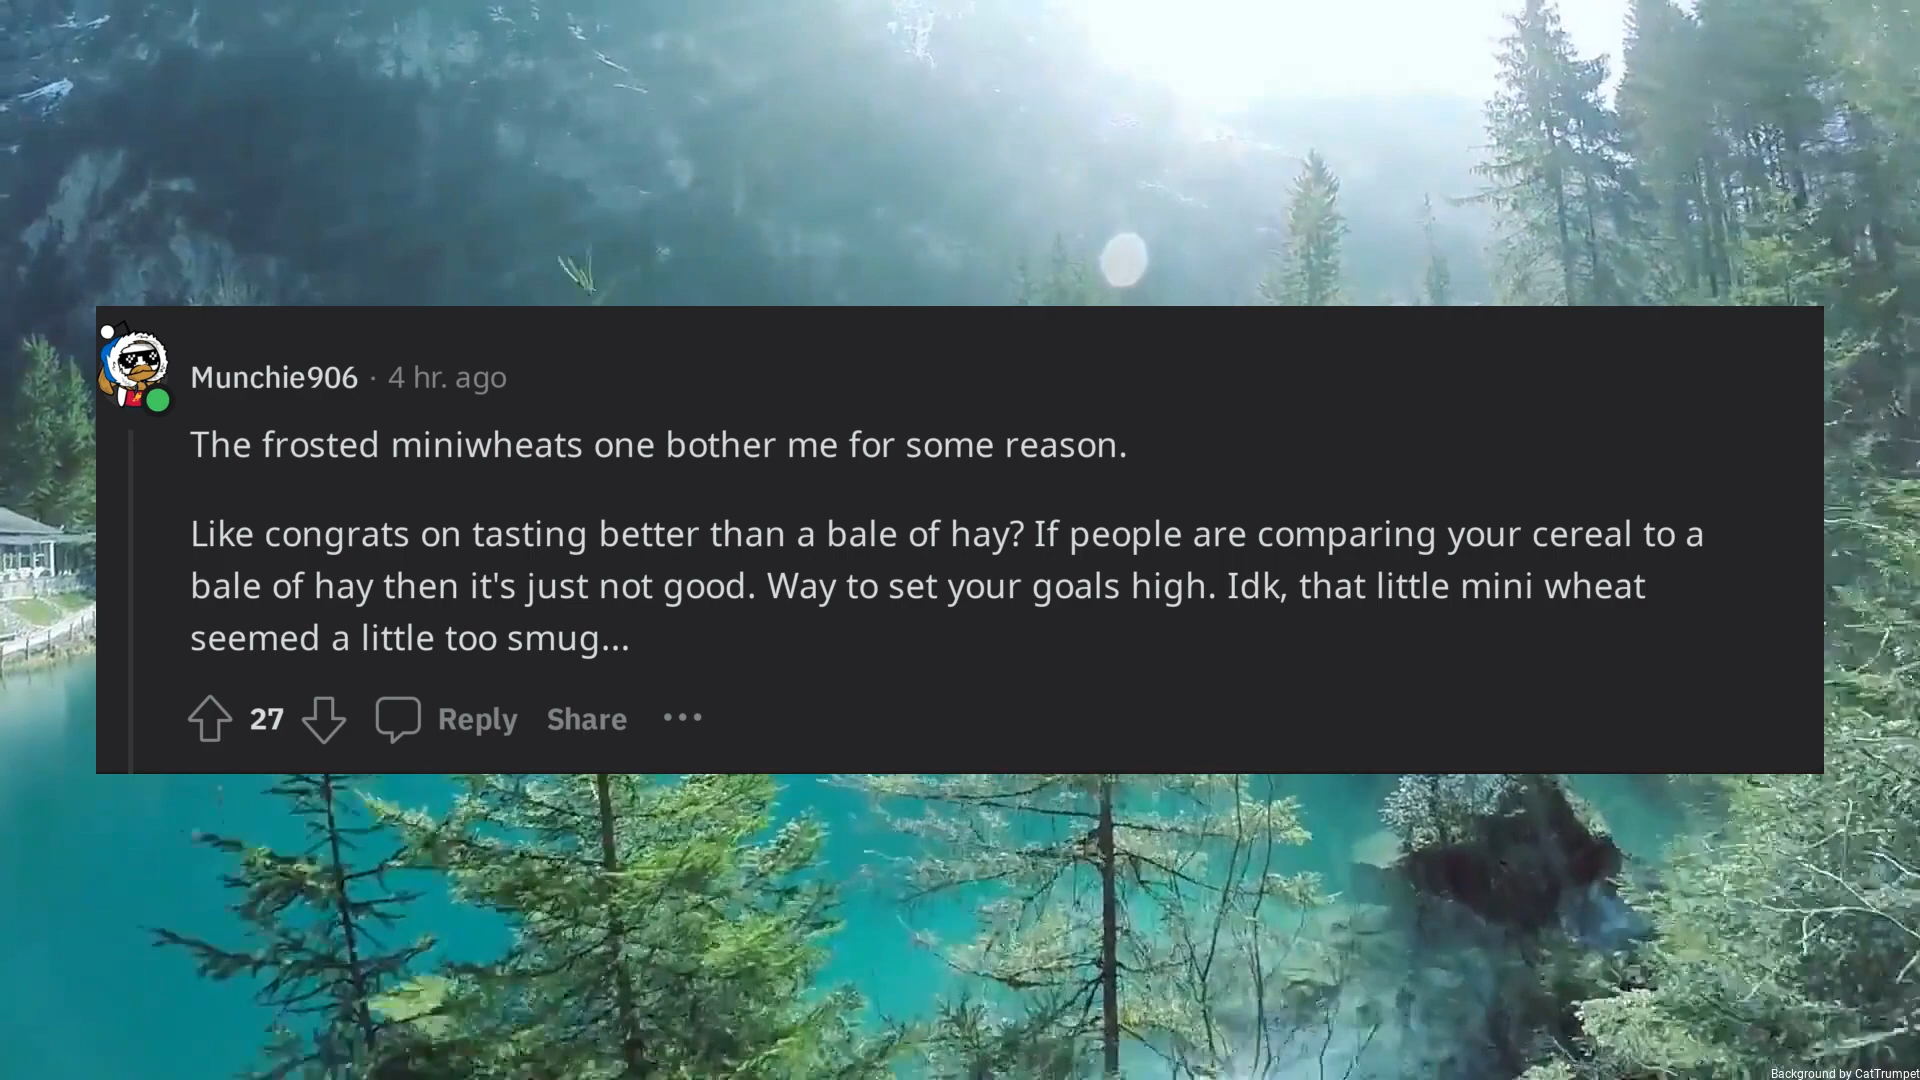 Munchie906 · 4 hr. ago
The frosted miniwheats one bother me for some reason.
Like congrats on tasting better than a bale of hay? If people are comparing your cereal to a
bale of hay then it's just not good. Way to set your goals high. Idk, that little mini wheat
seemed a little too smug...
27 Reply Share ···
Background by CatTrumpet